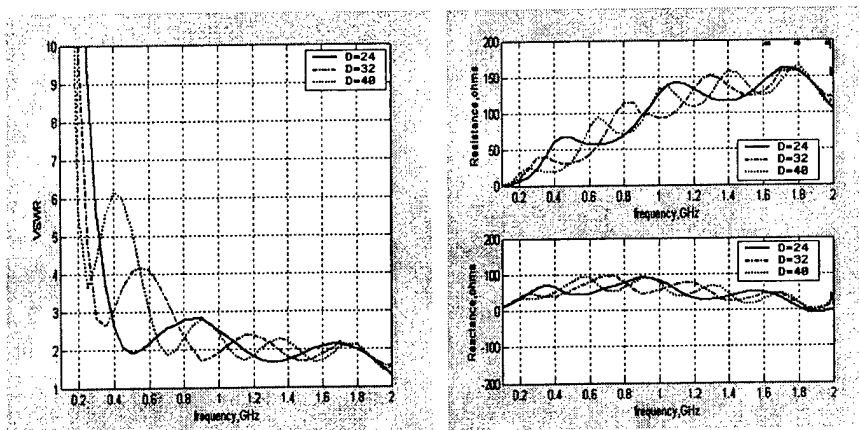 10
9
8
7
6
5
4
3
2
1
VSWR
D=24
D=32
D=40
0.2 0.4 0.6 0.8 1 1.2 1.4 1.6 1.8 2
frequency,GHz
200
150
100
50
0
Resistance,ohms
D=24
D=32
D=40
0.2 0.4 0.6 0.8 1 1.2 1.4 1.6 1.8 2
frequency,GHz
200
100
0
-100
-200
Reactance,ohms
D=24
D=32
D=40
0.2 0.4 0.6 0.8 1 1.2 1.4 1.6 1.8 2
frequency,GHz